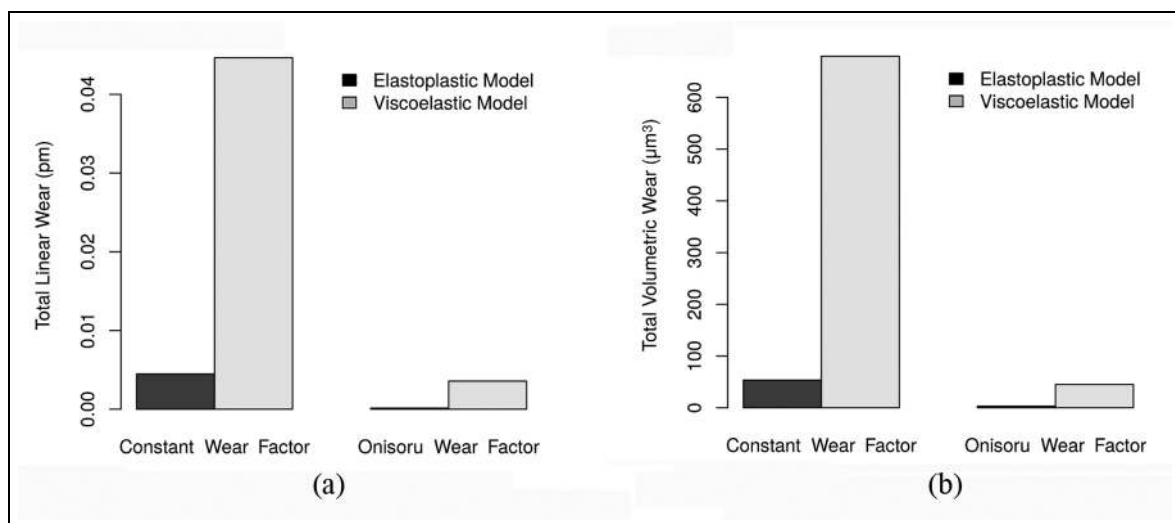 Elastoplastic Model
Viscoelastic Model
Total Linear Wear (pm)
0.04
0.03
0.02
0.01
0.00
Constant Wear Factor
Onisoru Wear Factor
(a)
Elastoplastic Model
Viscoelastic Model
Total Volumetric Wear (μm³)
600
500
400
300
200
100
0
Constant Wear Factor
Onisoru Wear Factor
(b)